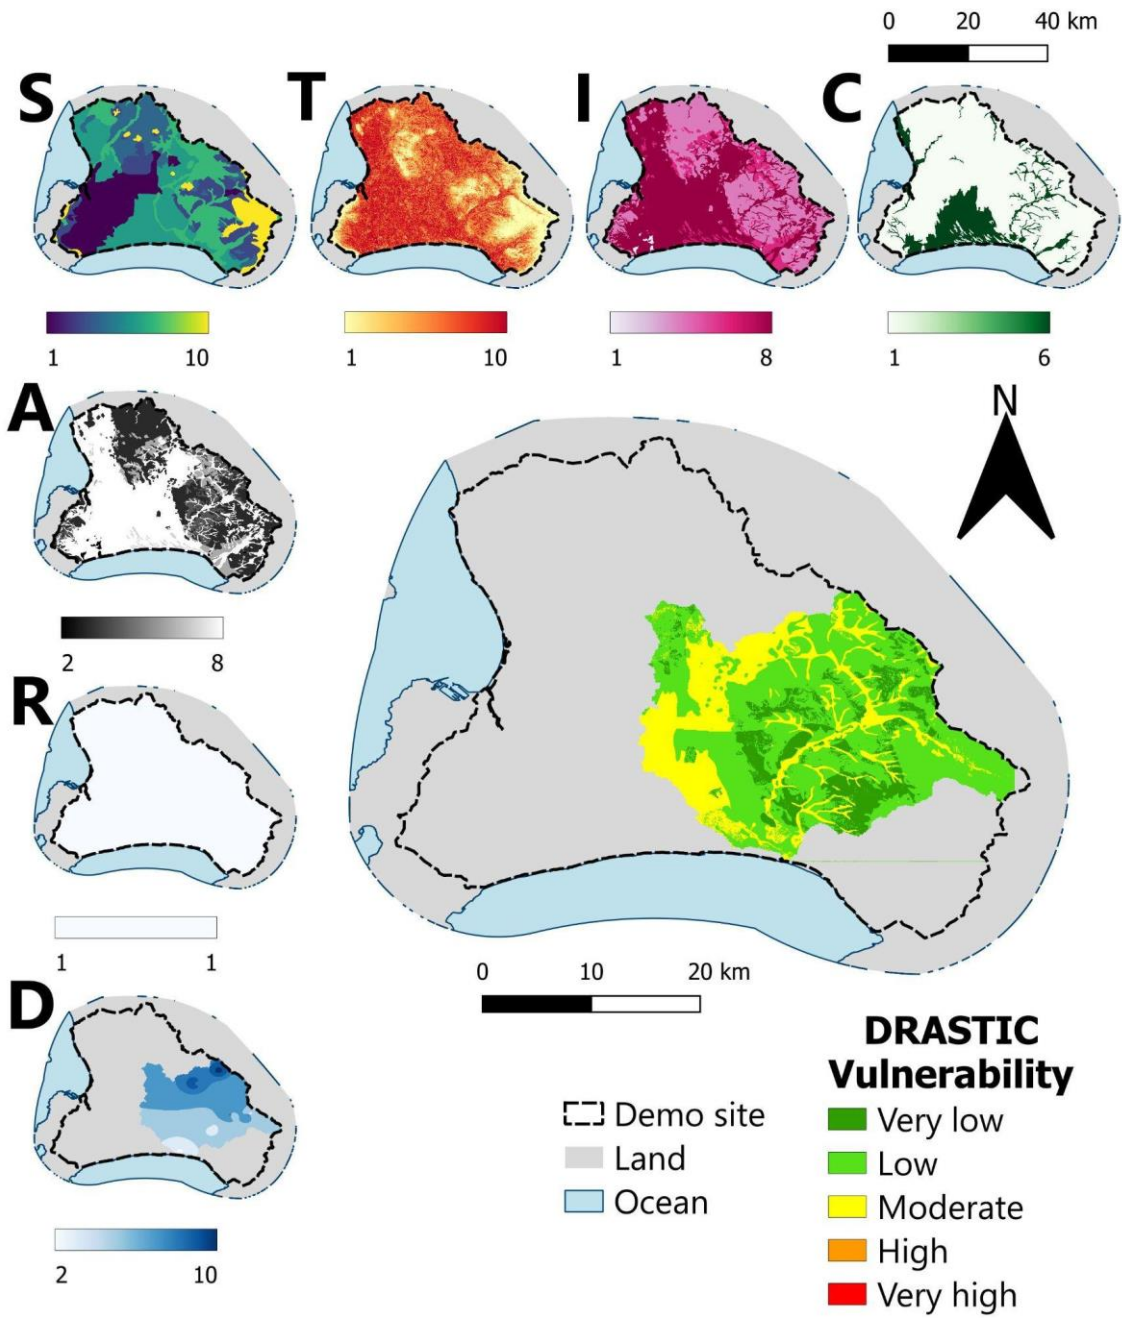 0 20 40 km
S T I C
1 10
1 10
1 8
1 6
A
N
2 8
R
1 1
0 10 20 km
D
DRASTIC
Vulnerability
Demo site
Very low
Land
Low
Ocean
Moderate
High
2 10
Very high